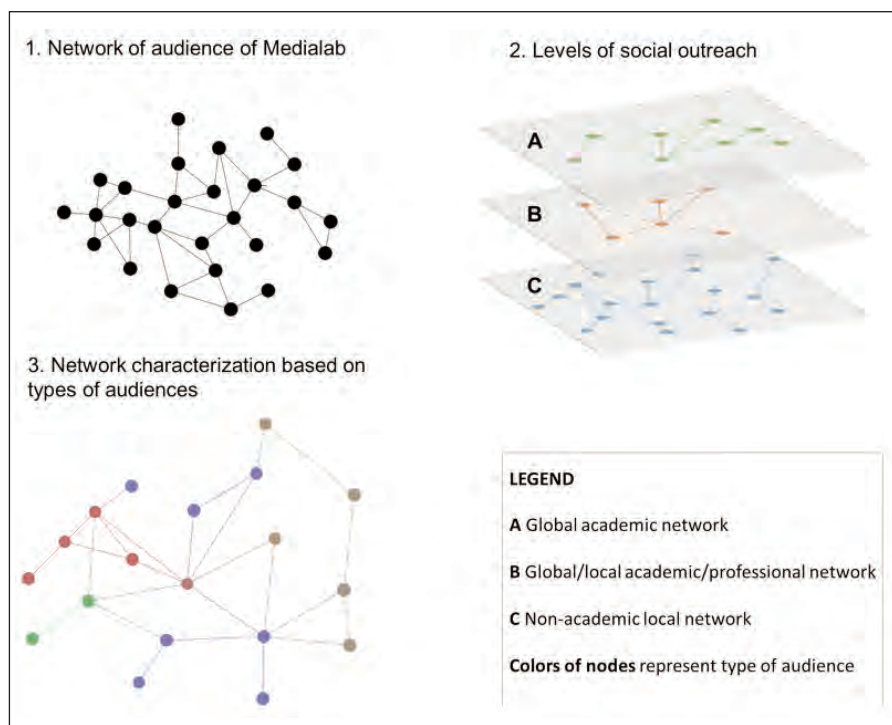 1. Network of audience of Medialab
2. Levels of social outreach
A
B
C
3. Network characterization based on
types of audiences
LEGEND
A Global academic network
B Global/local academic/professional network
C Non-academic local network
Colors of nodes represent type of audience